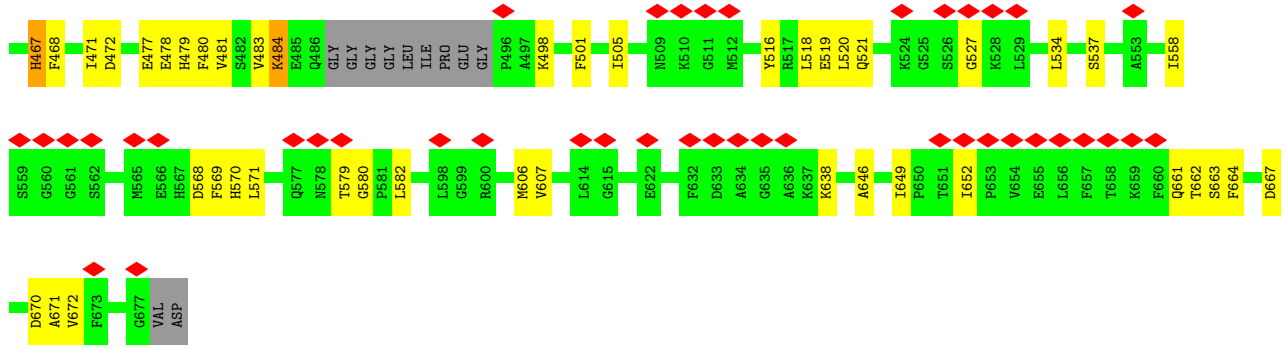 H467 F468 I471 D472 E477 E478 H479 F480 V481 S482 V483 K484 E485 Q486 GLY GLY GLY GLY LEU ILE PRO GLU GLY P496 A497 K498 F501 I505 N509 K510 G511 M512 Y516 R517 L518 E519 L520 Q521 K524 G525 S526 G527 K528 L529 L534 S537 A553 I558
S559 G560 G561 S562 M565 E566 H567 D568 F569 H570 L571 Q577 N578 T579 G580 P581 L582 L598 G599 R600 M606 V607 L614 G615 E622 F632 D633 A634 G635 A636 K637 K638 A646 I649 P650 T651 I652 P653 V654 E655 L656 F657 T658 K659 F660 Q661 T662 S663 F664 D667
D670 A671 V672 F673 G677 VAL ASP